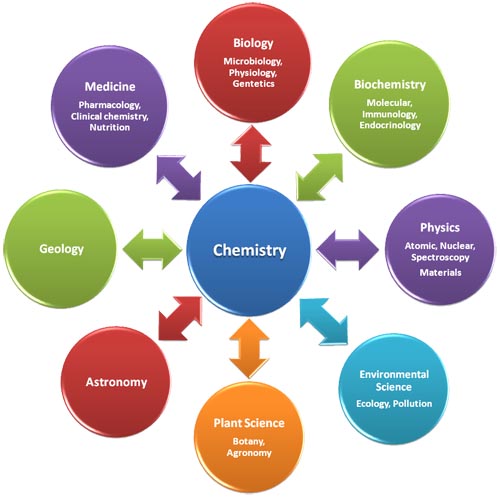 Biology
Microbiology,
Physiology,
Gentetics
Medicine
Pharmacology,
Clinical chemistry,
Nutrition
Biochemistry
Molecular,
Immunology,
Endocrinology
Geology
Chemistry
Physics
Atomic, Nuclear,
Spectroscopy
Materials
Astronomy
Environmental
Science
Ecology, Pollution
Plant Science
Botany,
Agronomy